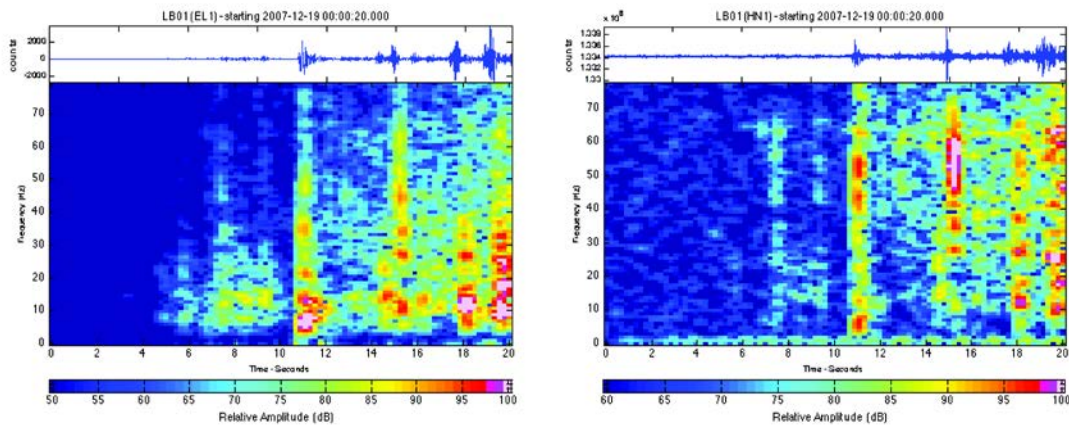 LB01(EL1) - starting 2007-12-19 00:00:20.000
counts
2000
0
-2000
Frequency (Hz)
70
60
50
40
30
20
10
0
0 2 4 6 8 10 12 14 16 18 20
Time - Seconds
50 55 60 65 70 75 80 85 90 95 100
Relative Amplitude (dB)
LB01(HN1) - starting 2007-12-19 00:00:20.000
counts
1.338
1.336
1.334
1.332
1.33
Frequency (Hz)
70
60
50
40
30
20
10
0
0 2 4 6 8 10 12 14 16 18 20
Time - Seconds
60 65 70 75 80 85 90 95 100
Relative Amplitude (dB)